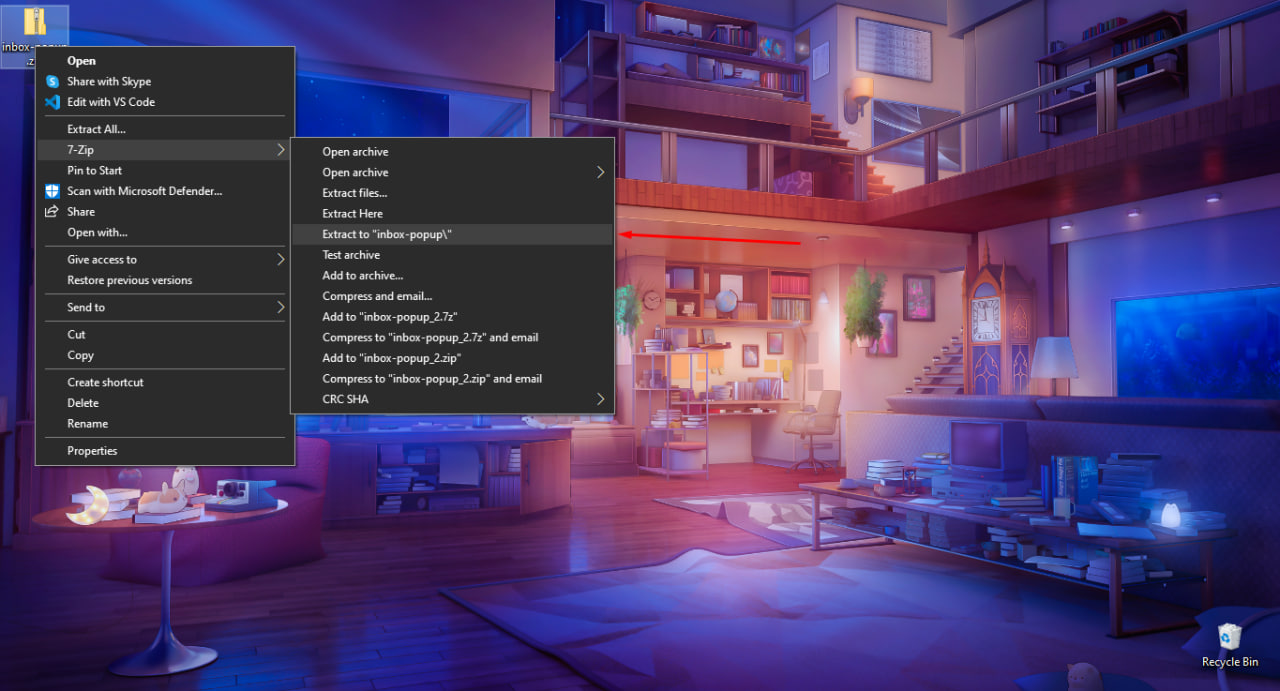 inbox-popup
.z
Open
Share with Skype
Edit with VS Code
Extract All...
7-Zip
Pin to Start
Scan with Microsoft Defender...
Share
Open with...
Give access to
Restore previous versions
Send to
Cut
Copy
Create shortcut
Delete
Rename
Properties
Open archive
Open archive
Extract files...
Extract Here
Extract to "inbox-popup\"
Test archive
Add to archive...
Compress and email...
Add to "inbox-popup_2.7z"
Compress to "inbox-popup_2.7z" and email
Add to "inbox-popup_2.zip"
Compress to "inbox-popup_2.zip" and email
CRC SHA
Recycle Bin